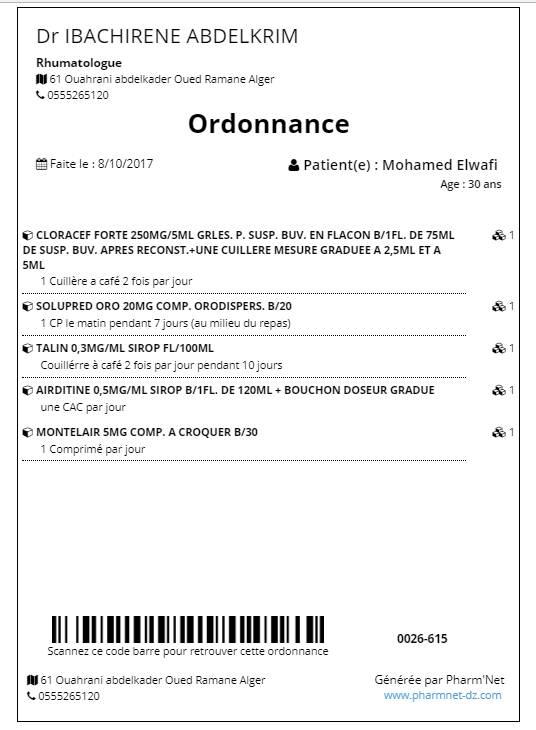 Dr IBACHIRENE ABDELKRIM
Rhumatologue
61 Ouahrani abdelkader Oued Ramane Alger
0555265120
Ordonnance
Faite le : 8/10/2017
Patient(e) : Mohamed Elwafi
Age : 30 ans
CLORACEF FORTE 250MG/5ML GRLES. P. SUSP. BUV. EN FLACON B/1FL. DE 75ML 1
DE SUSP. BUV. APRES RECONST.+UNE CUILLERE MESURE GRADUEE A 2,5ML ET A
5ML
1 Cuillère a café 2 fois par jour
SOLUPRED ORO 20MG COMP. ORODISPERS. B/20 1
1 CP le matin pendant 7 jours (au milieu du repas)
TALIN 0,3MG/ML SIROP FL/100ML 1
Couillérre à café 2 fois par jour pendant 10 jours
AIRDITINE 0,5MG/ML SIROP B/1FL. DE 120ML + BOUCHON DOSEUR GRADUE 1
une CAC par jour
MONTELAIR 5MG COMP. A CROQUER B/30 1
1 Comprimé par jour
Scannez ce code barre pour retrouver cette ordonnance
0026-615
61 Ouahrani abdelkader Oued Ramane Alger
0555265120
Générée par Pharm'Net
www.pharmnet-dz.com